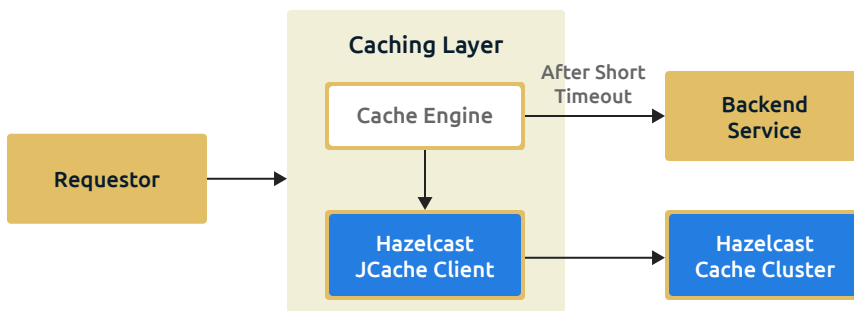 Caching Layer
After Short
Timeout
Cache Engine
Backend
Service
Requestor
Hazelcast
JCache Client
Hazelcast
Cache Cluster